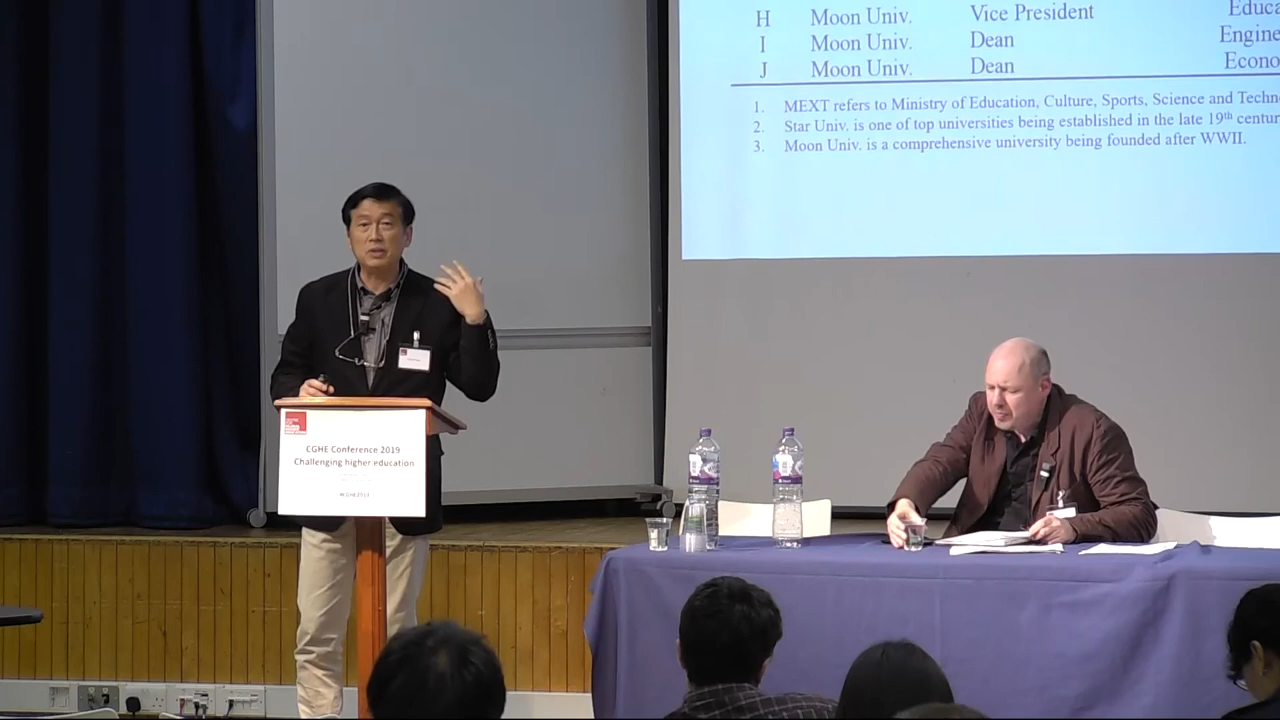 H Moon Univ. Vice President Educa
I Moon Univ. Dean Engine
J Moon Univ. Dean Econo
1. MEXT refers to Ministry of Education, Culture, Sports, Science and Techn
2. Star Univ. is one of top universities being established in the late 19th centur
3. Moon Univ. is a comprehensive university being founded after WWII.
CGHE Conference 2019
Challenging higher education